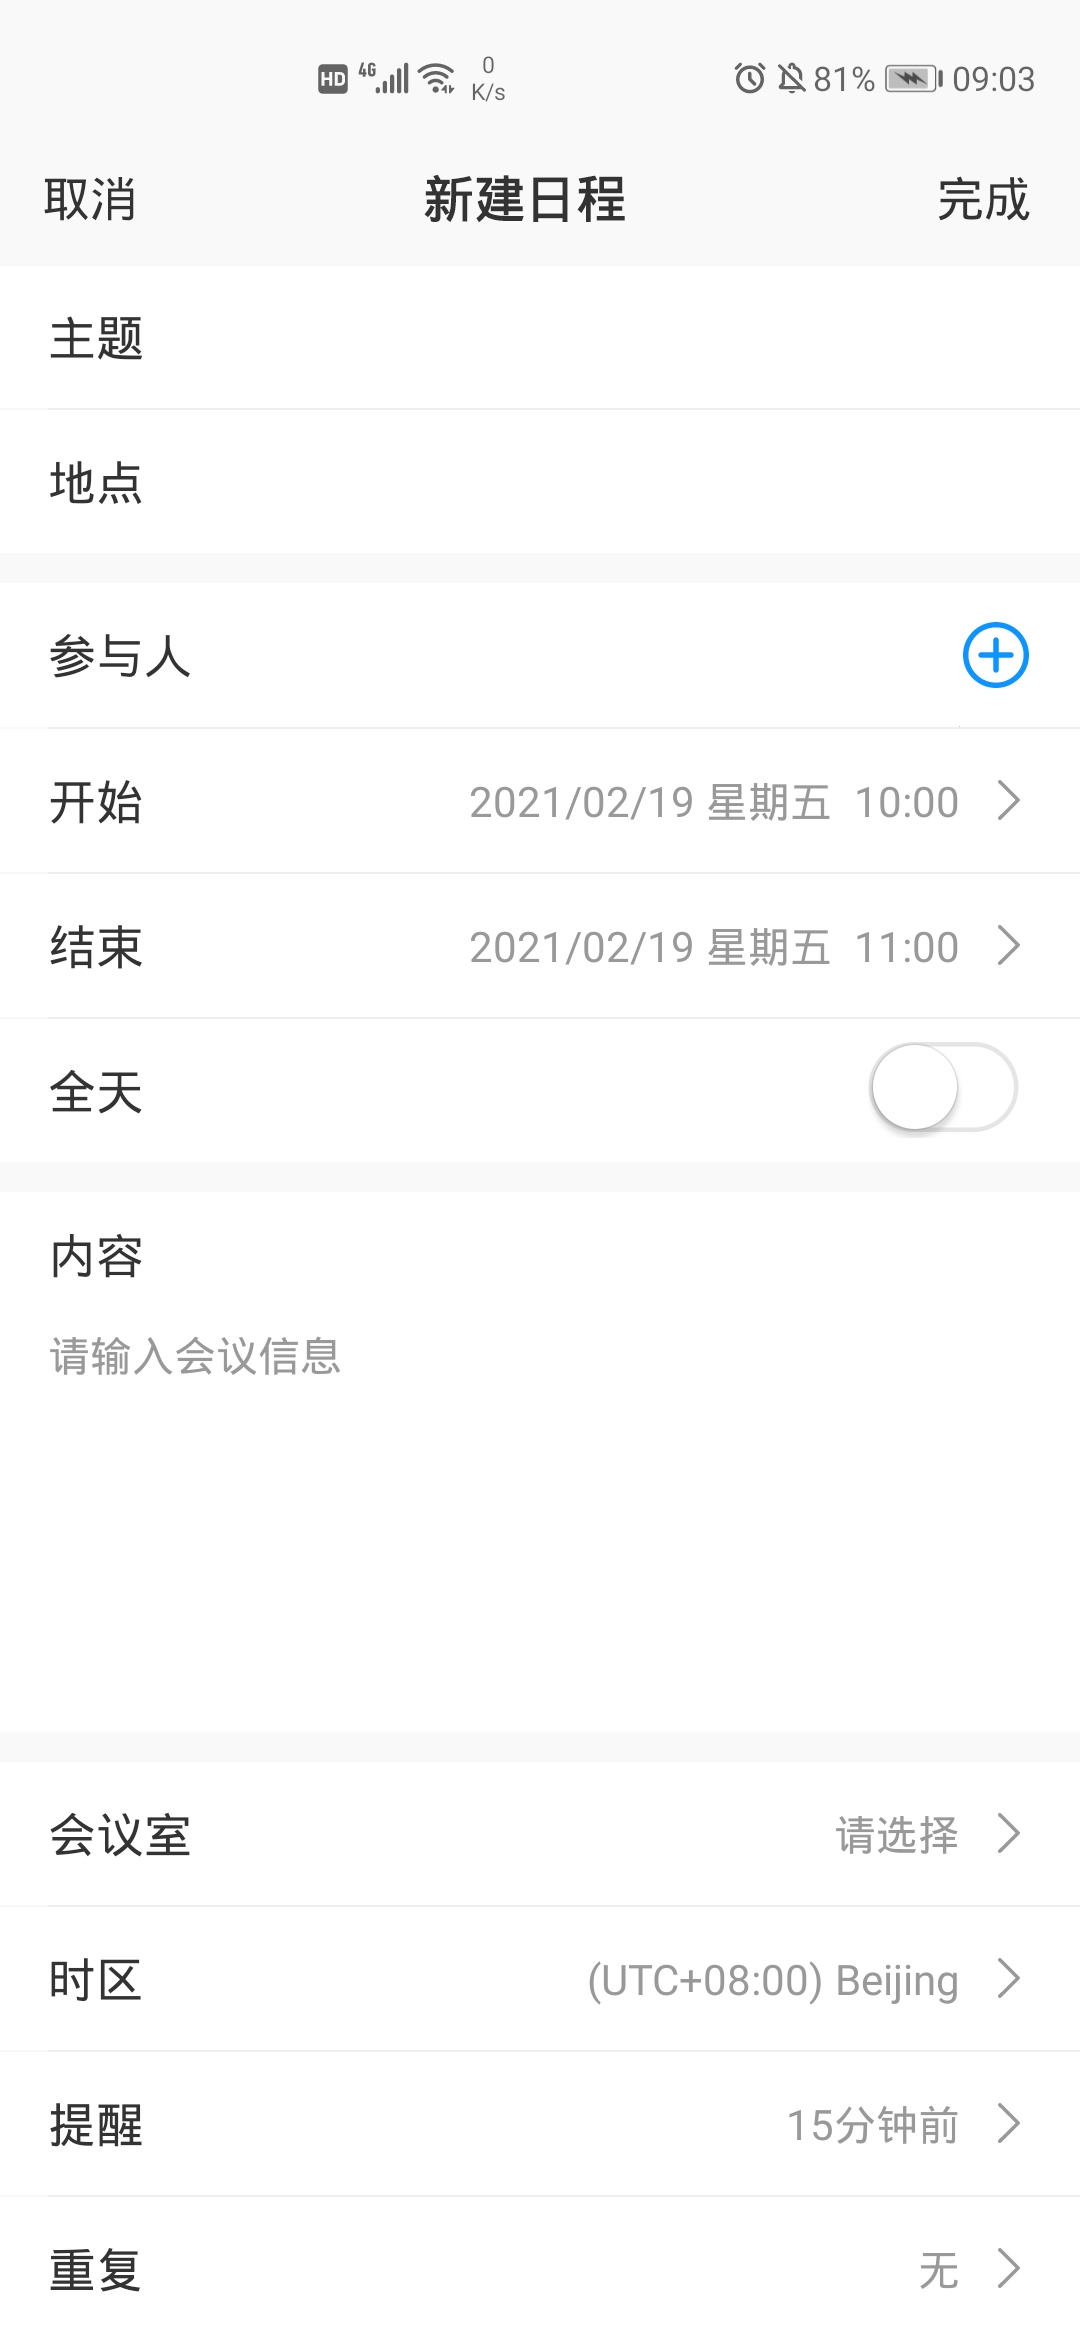 HD 4G 0 K/s 81% 09:03
取消 新建日程 完成
主题
地点
参与人
开始 2021/02/19 星期五 10:00
结束 2021/02/19 星期五 11:00
全天
内容
请输入会议信息
会议室 请选择
时区 (UTC+08:00) Beijing
提醒 15分钟前
重复 无